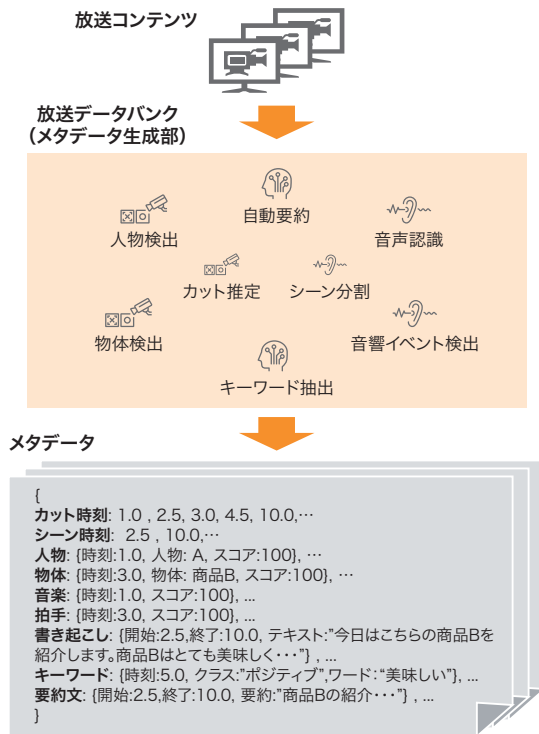 放送コンテンツ
放送データバンク
(メタデータ生成部)
自動要約
人物検出
音声認識
カット推定
シーン分割
物体検出
音響イベント検出
キーワード抽出
メタデータ
{
カット時刻: 1.0 , 2.5, 3.0, 4.5, 10.0,…
シーン時刻: 2.5 , 10.0,…
人物: {時刻:1.0, 人物: A, スコア:100}, …
物体: {時刻:3.0, 物体: 商品B, スコア:100}, …
音楽: {時刻:1.0, スコア:100}, ...
拍手: {時刻:3.0, スコア:100}, ...
書き起こし: {開始:2.5,終了:10.0, テキスト:”今日はこちらの商品Bを
紹介します。商品Bはとても美味しく・・・”} , ...
キーワード: {時刻:5.0, クラス:”ポジティブ”,ワード:“美味しい”}, ...
要約文: {開始:2.5,終了:10.0, 要約:”商品Bの紹介・・・”} , ...
}